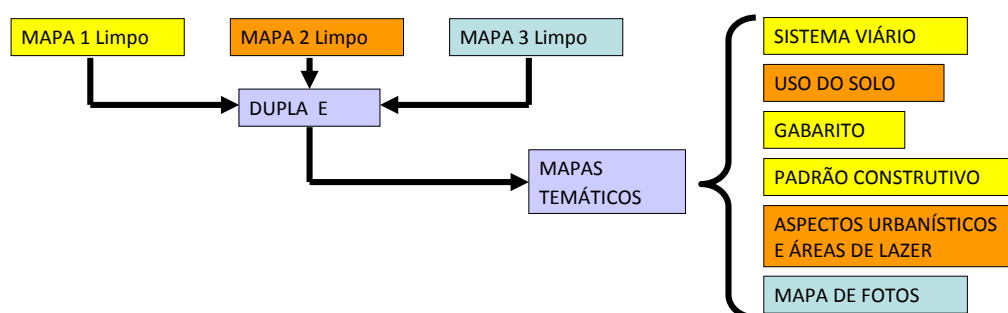 MAPA 1 Limpo
MAPA 2 Limpo
MAPA 3 Limpo
DUPLA E
MAPAS
TEMÁTICOS
SISTEMA VIÁRIO
USO DO SOLO
GABARITO
PADRÃO CONSTRUTIVO
ASPECTOS URBANÍSTICOS
E ÁREAS DE LAZER
MAPA DE FOTOS